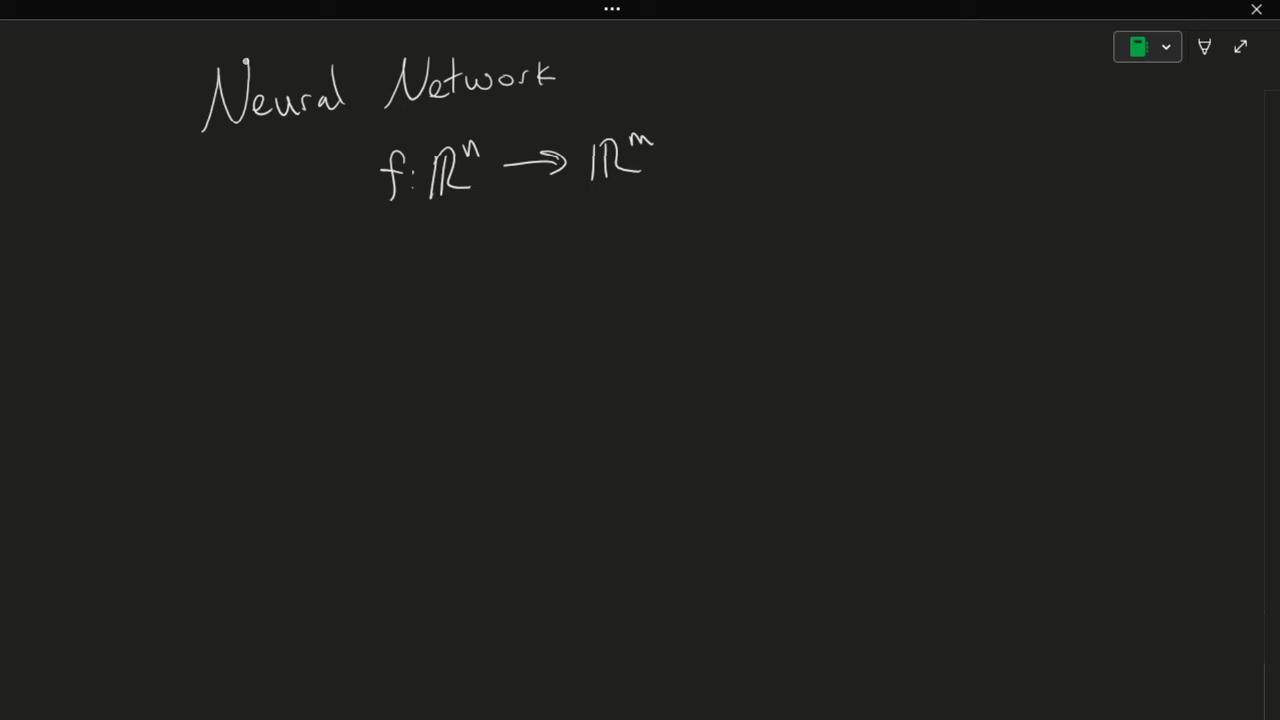 Neural Network
f: ℝⁿ → ℝᵐ